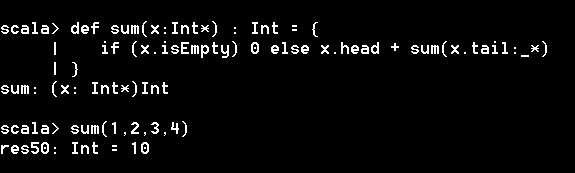 scala> def sum(x:Int*) : Int = {
     |    if (x.isEmpty) 0 else x.head + sum(x.tail:_*)
     | }
sum: (x: Int*)Int
scala> sum(1,2,3,4)
res50: Int = 10